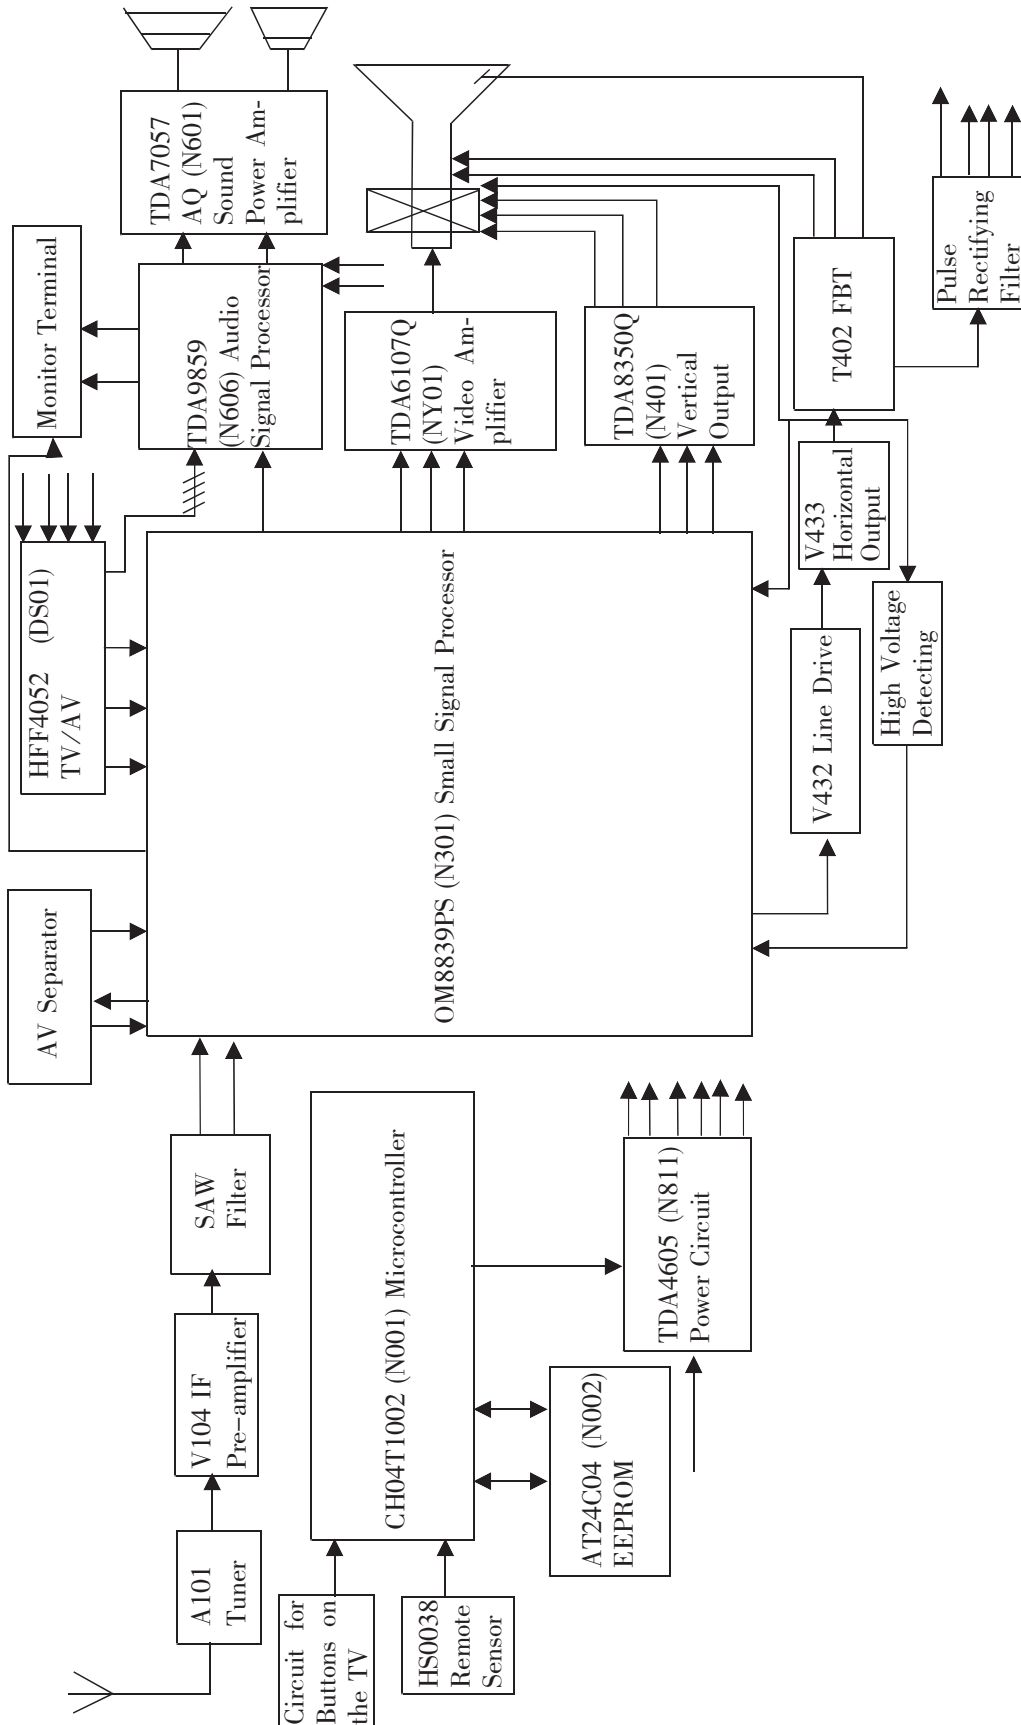 A101
Tuner
V104 IF
Pre-amplifier
SAW
Filter
AV Separator
HFF4052 (DS01)
TV/AV
Monitor Terminal
TDA9859
(N606) Audio
Signal Processor
TDA7057
AQ (N601)
Sound
Power Am-
plifier
Circuit for
Buttons on
the TV
HS0038
Remote
Sensor
CH04T1002 (N001) Microcontroller
AT24C04 (N002)
EEPROM
TDA4605 (N811)
Power Circuit
OM8839PS (N301) Small Signal Processor
TDA6107Q
(NY01)
Video Am-
plifier
TDA8350Q
(N401)
Vertical
Output
V432 Line Drive
V433
Horizontal
Output
T402 FBT
High Voltage
Detecting
Pulse
Rectifying
Filter